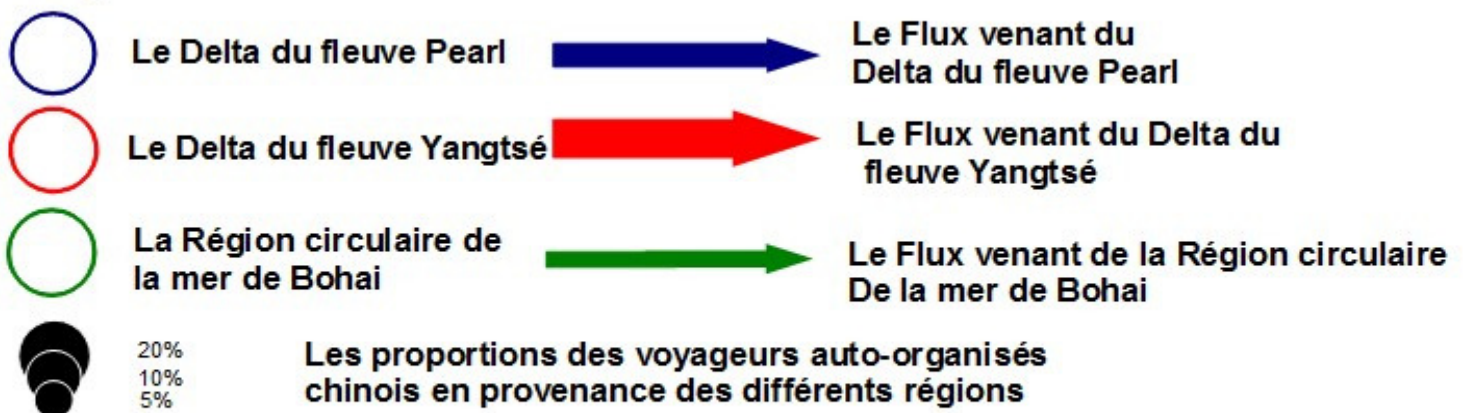 Le Delta du fleuve Pearl
Le Flux venant du
Delta du fleuve Pearl
Le Delta du fleuve Yangtsé
Le Flux venant du Delta du
fleuve Yangtsé
La Région circulaire de
la mer de Bohai
Le Flux venant de la Région circulaire
De la mer de Bohai
20%
10%
5%
Les proportions des voyageurs auto-organisés
chinois en provenance des différents régions